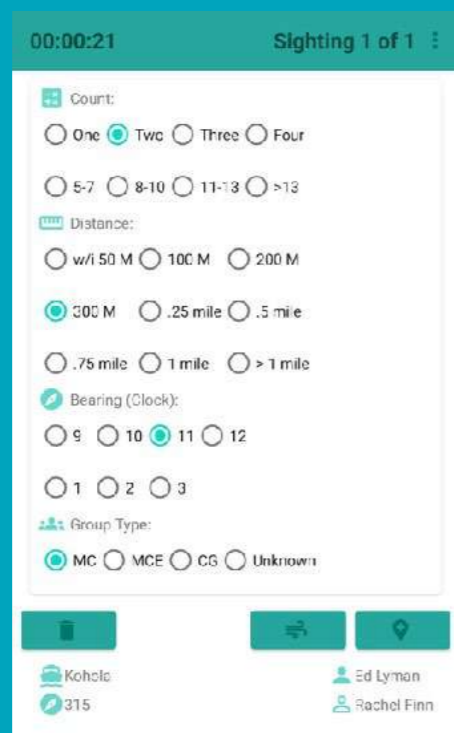 00:00:21 Sighting 1 of 1
Count:
One Two Three Four
5-7 8-10 11-13 >13
Distance:
w/i 50 M 100 M 200 M
300 M .25 mile .5 mile
.75 mile 1 mile > 1 mile
Bearing (Clock):
9 10 11 12
1 2 3
Group Type:
MC MCE CG Unknown
Kohola Ed Lyman
315 Rachel Finn